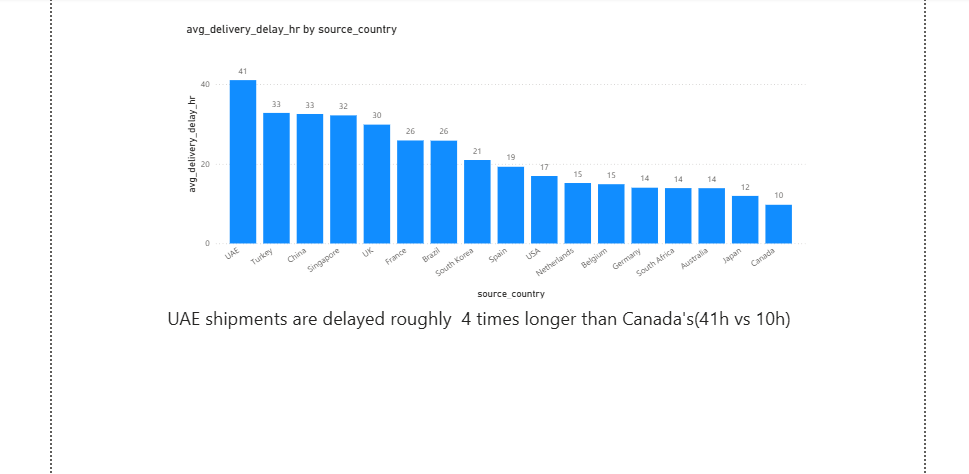 avg_delivery_delay_hr by source_country
avg_delivery_delay_hr
40
20
0
41
33
33
32
30
26
26
21
19
17
15
15
14
14
14
12
10
UAE
Turkey
China
Singapore
UK
France
Brazil
South Korea
Spain
USA
Netherlands
Belgium
Germany
South Africa
Australia
Japan
Canada
source_country
UAE shipments are delayed roughly  4 times longer than Canada's(41h vs 10h)